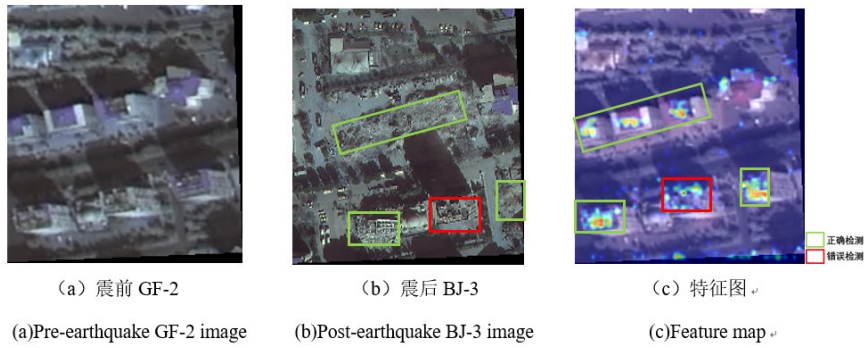 正确检测
错误检测
（a）震前 GF-2
（b）震后 BJ-3
（c）特征图
(a)Pre-earthquake GF-2 image
(b)Post-earthquake BJ-3 image
(c)Feature map